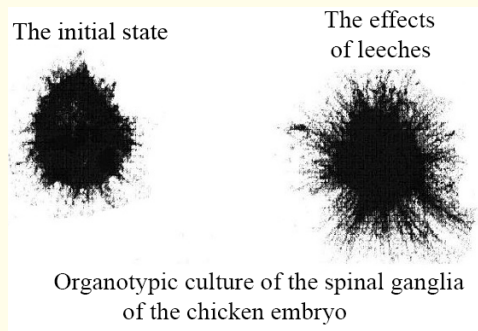 The initial state
The effects
of leeches
Organotypic culture of the spinal ganglia
of the chicken embryo